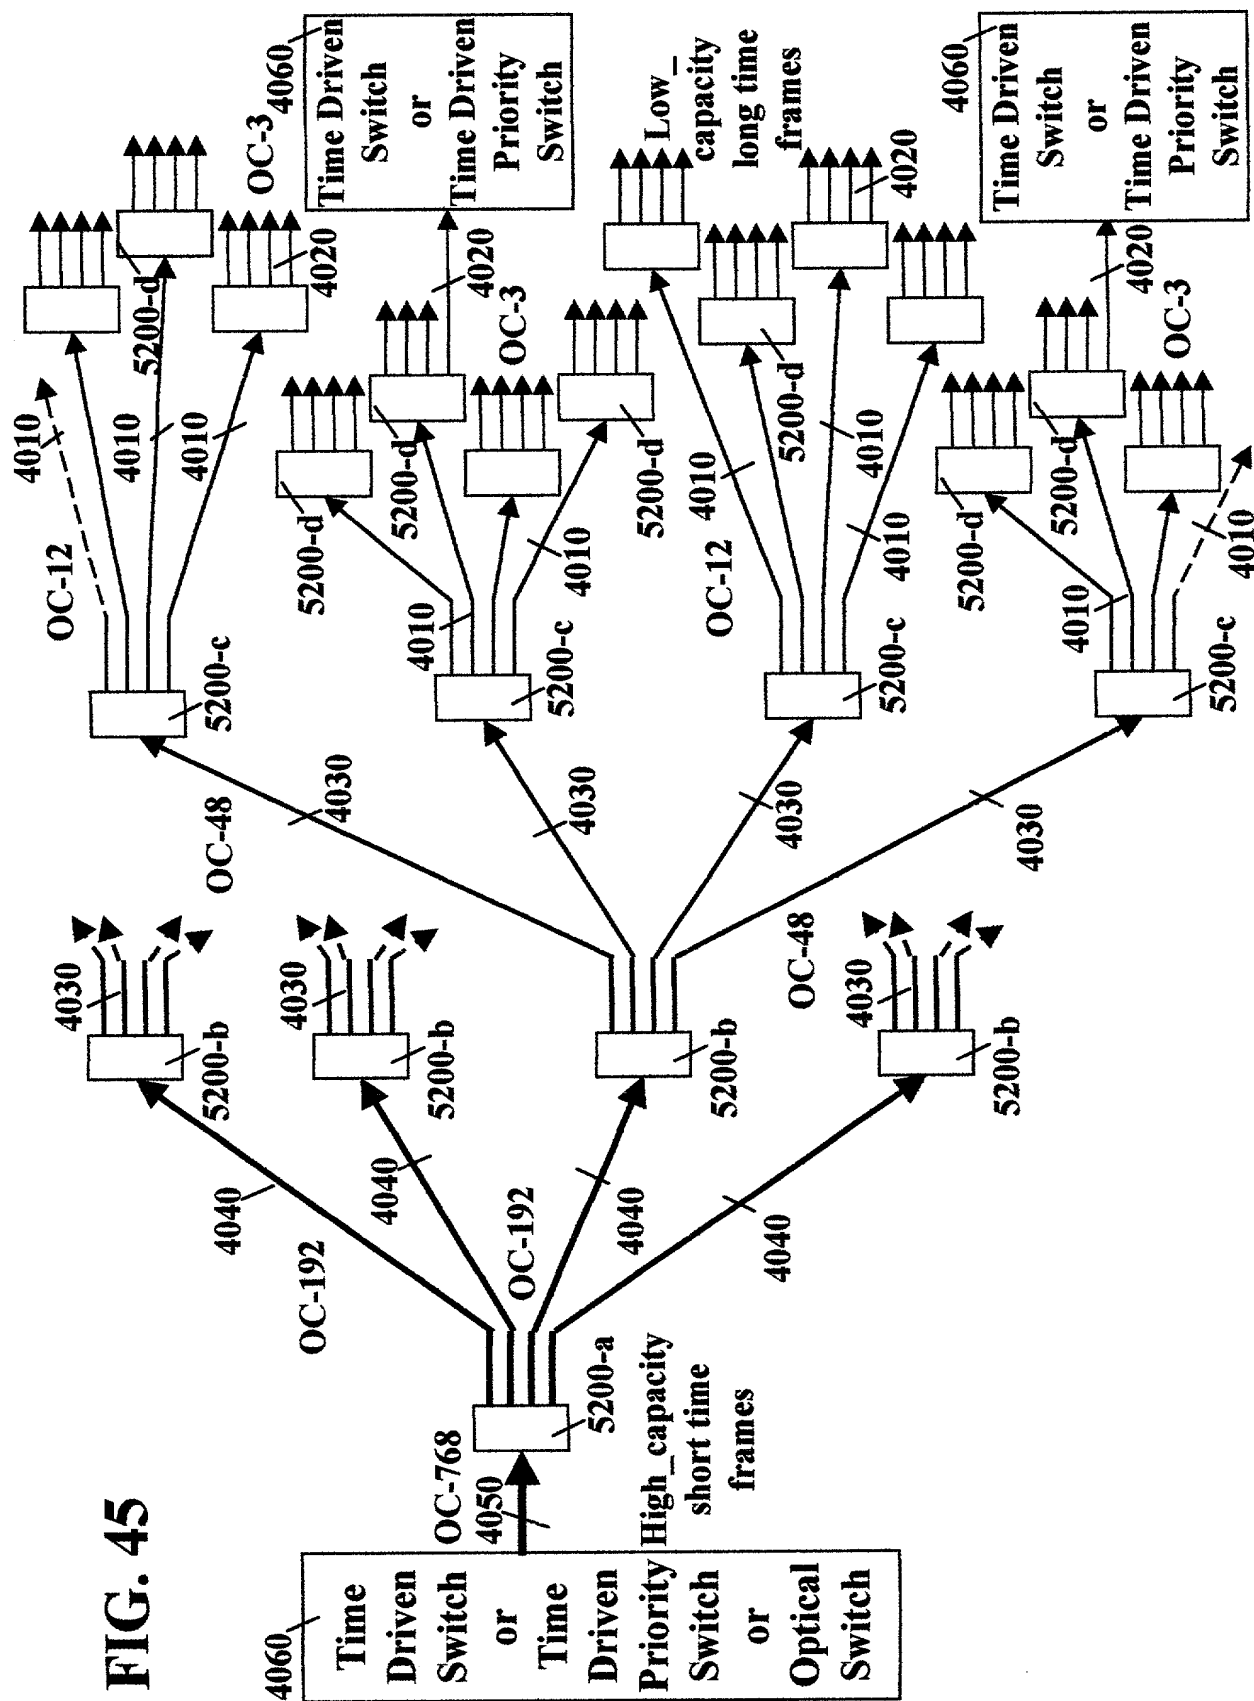 FIG. 45
4060
Time
Driven
Switch
or
Time
Driven
Priority
Switch
or
Optical
Switch
OC-768
4050
High_capacity
short time
frames
5200-a
OC-192
OC-192
4040
4040
4040
4040
5200-b
5200-b
5200-b
5200-b
4030
4030
4030
OC-48
OC-48
4030
4030
4030
4030
5200-c
5200-c
5200-c
5200-c
OC-12
OC-12
4010
4010
4010
4010
4010
4010
4010
4010
4010
4010
5200-d
5200-d
5200-d
5200-d
5200-d
5200-d
5200-d
OC-3
4020
4020
OC-3
4020
4020
OC-3
Low_
capacity
long time
frames
4060
Time Driven
Switch
or
Time Driven
Priority
Switch
4060
Time Driven
Switch
or
Time Driven
Priority
Switch